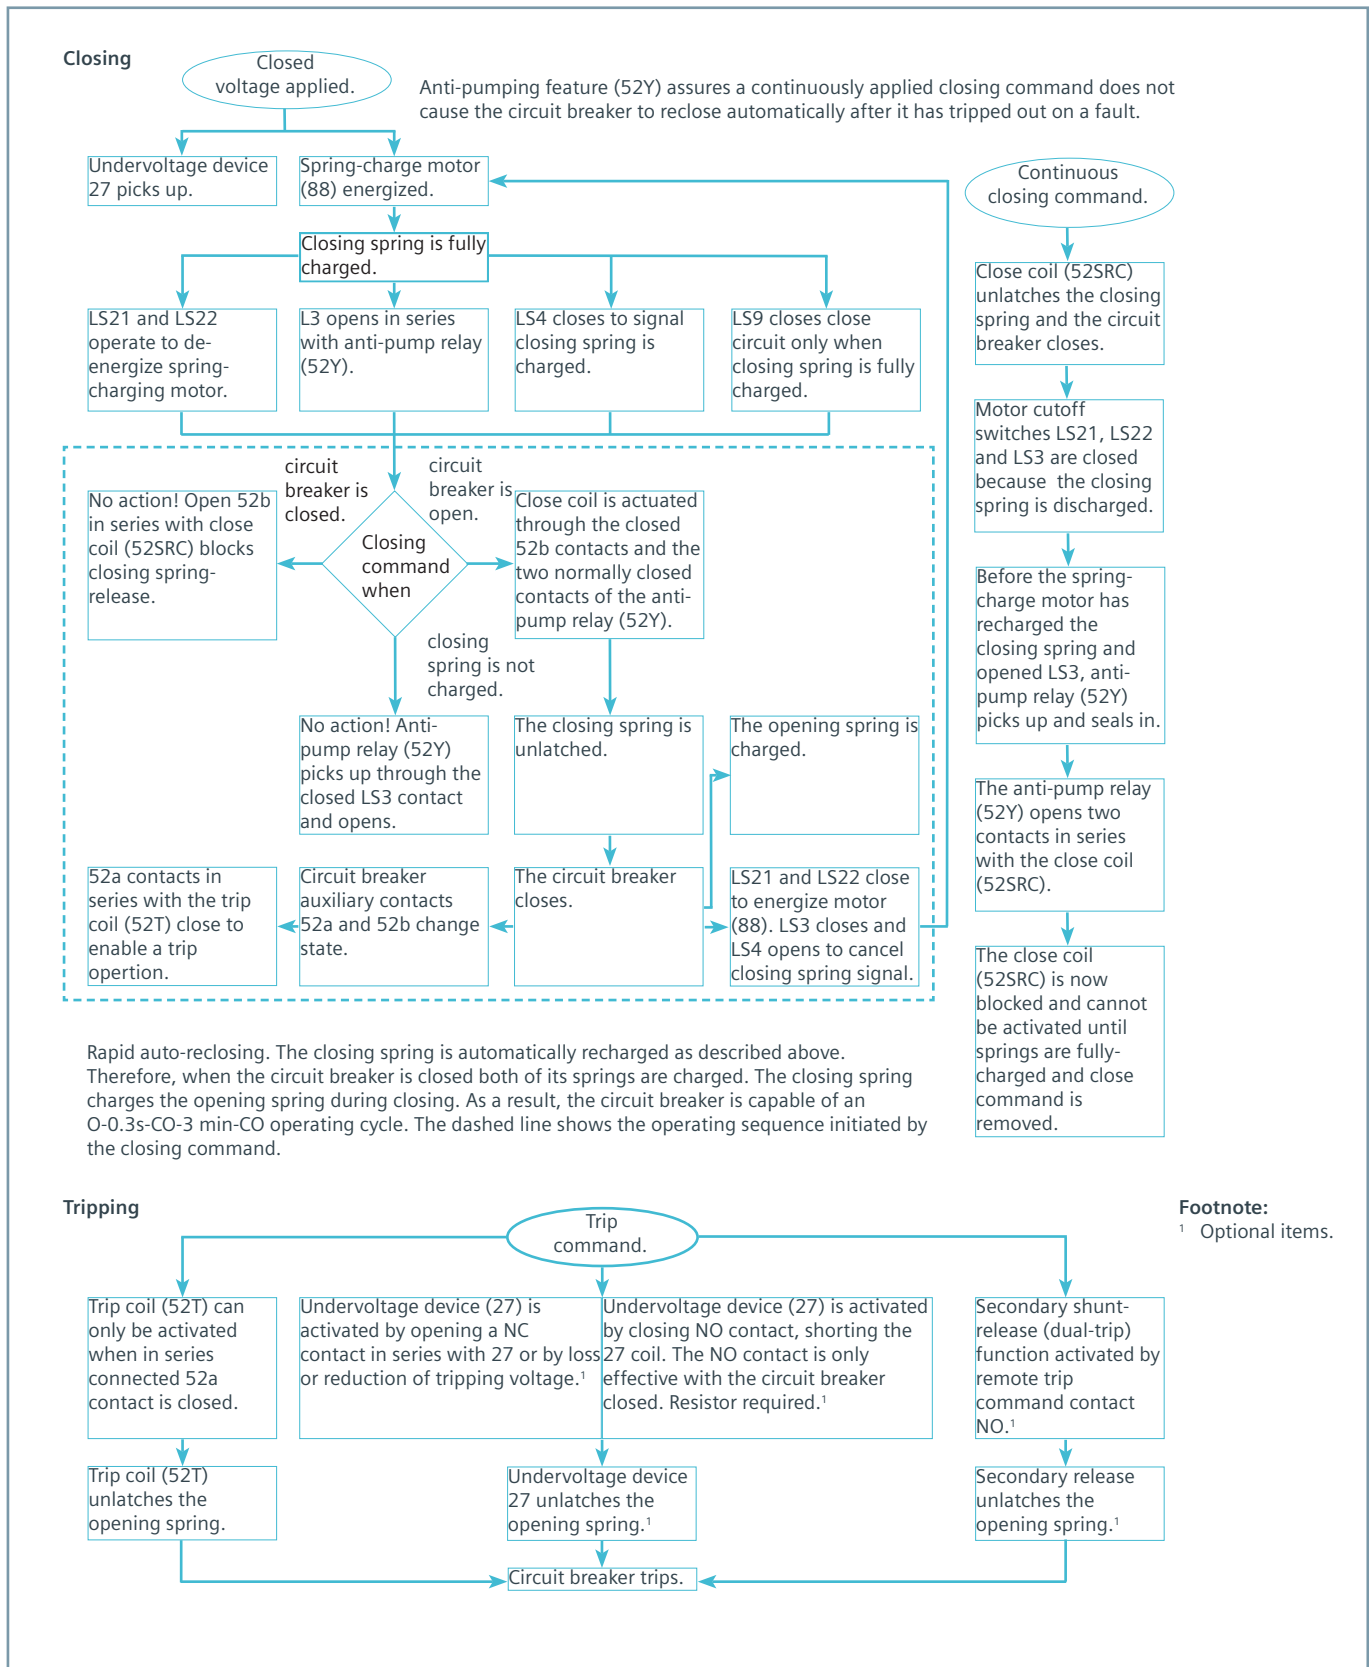 Closing
Closed
voltage applied.
Anti-pumping feature (52Y) assures a continuously applied closing command does not
cause the circuit breaker to reclose automatically after it has tripped out on a fault.
Undervoltage device
27 picks up.
Spring-charge motor
(88) energized.
Closing spring is fully
charged.
LS21 and LS22
operate to de-
energize spring-
charging motor.
L3 opens in series
with anti-pump relay
(52Y).
LS4 closes to signal
closing spring is
charged.
LS9 closes close
circuit only when
closing spring is fully
charged.
circuit
breaker is
closed.
circuit
breaker is
open.
No action! Open 52b
in series with close
coil (52SRC) blocks
closing spring-
release.
Closing
command
when
Close coil is actuated
through the closed
52b contacts and the
two normally closed
contacts of the anti-
pump relay (52Y).
closing
spring is not
charged.
No action! Anti-
pump relay (52Y)
picks up through the
closed LS3 contact
and opens.
The closing spring is
unlatched.
The opening spring is
charged.
52a contacts in
series with the trip
coil (52T) close to
enable a trip
opertion.
Circuit breaker
auxiliary contacts
52a and 52b change
state.
The circuit breaker
closes.
LS21 and LS22 close
to energize motor
(88). LS3 closes and
LS4 opens to cancel
closing spring signal.
Continuous
closing command.
Close coil (52SRC)
unlatches the closing
spring and the circuit
breaker closes.
Motor cutoff
switches LS21, LS22
and LS3 are closed
because the closing
spring is discharged.
Before the spring-
charge motor has
recharged the
closing spring and
opened LS3, anti-
pump relay (52Y)
picks up and seals in.
The anti-pump relay
(52Y) opens two
contacts in series
with the close coil
(52SRC).
The close coil
(52SRC) is now
blocked and cannot
be activated until
springs are fully-
charged and close
command is
removed.
Rapid auto-reclosing. The closing spring is automatically recharged as described above.
Therefore, when the circuit breaker is closed both of its springs are charged. The closing spring
charges the opening spring during closing. As a result, the circuit breaker is capable of an
O-0.3s-CO-3 min-CO operating cycle. The dashed line shows the operating sequence initiated by
the closing command.
Tripping
Trip
command.
Footnote:
¹ Optional items.
Trip coil (52T) can
only be activated
when in series
connected 52a
contact is closed.
Undervoltage device (27) is
activated by opening a NC
contact in series with 27 or by loss
or reduction of tripping voltage.¹
Undervoltage device (27) is activated
by closing NO contact, shorting the
27 coil. The NO contact is only
effective with the circuit breaker
closed. Resistor required.¹
Secondary shunt-
release (dual-trip)
function activated by
remote trip
command contact
NO.¹
Trip coil (52T)
unlatches the
opening spring.
Undervoltage device
27 unlatches the
opening spring.¹
Secondary release
unlatches the
opening spring.¹
Circuit breaker trips.